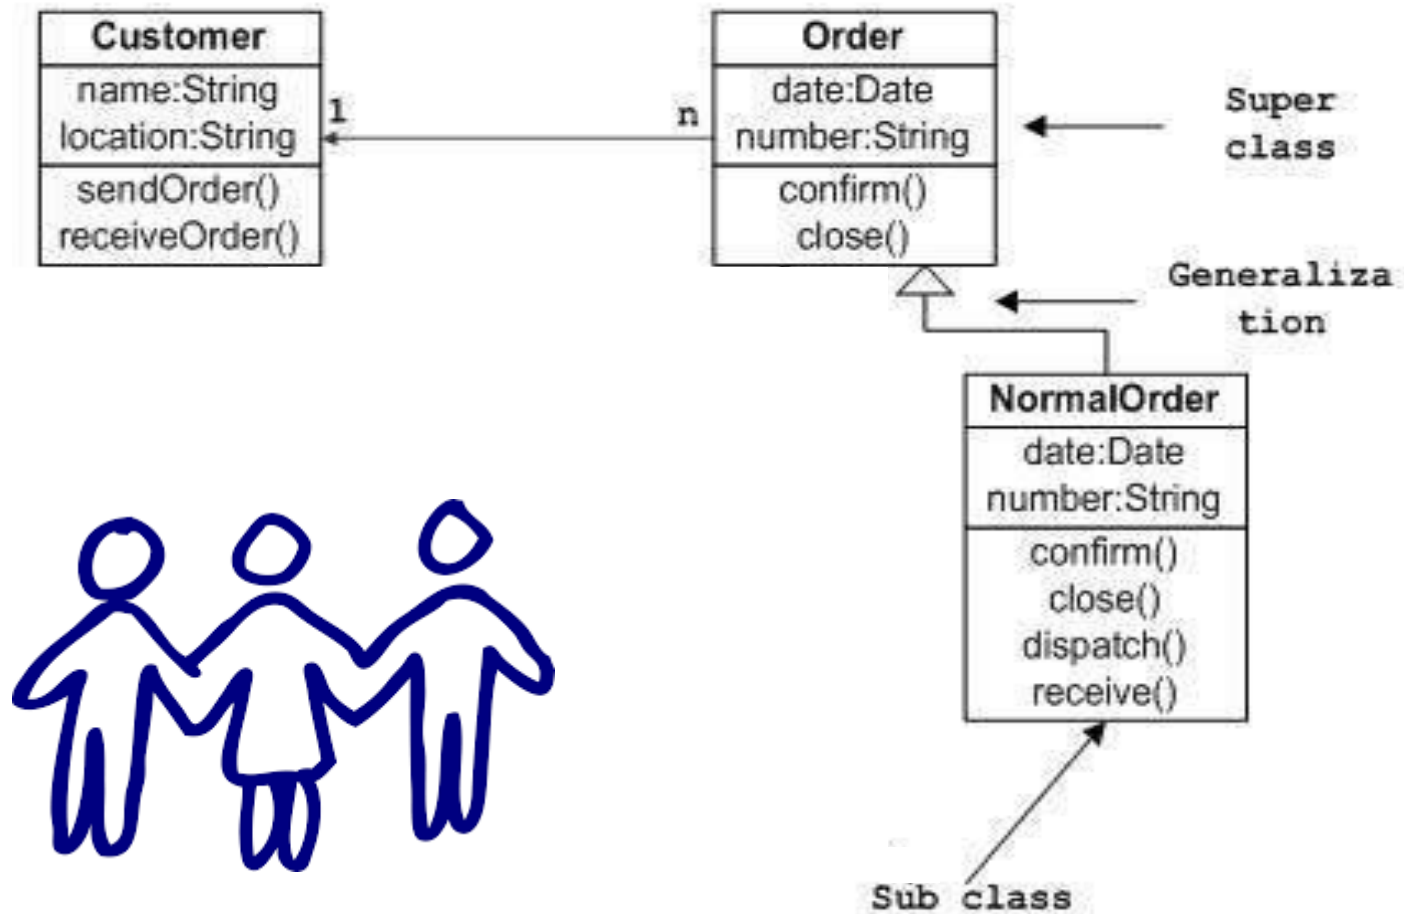 Customer
name:String
location:String
sendOrder()
receiveOrder()
1
n
Order
date:Date
number:String
confirm()
close()
Super
class
Generaliza
tion
NormalOrder
date:Date
number:String
confirm()
close()
dispatch()
receive()
Sub class